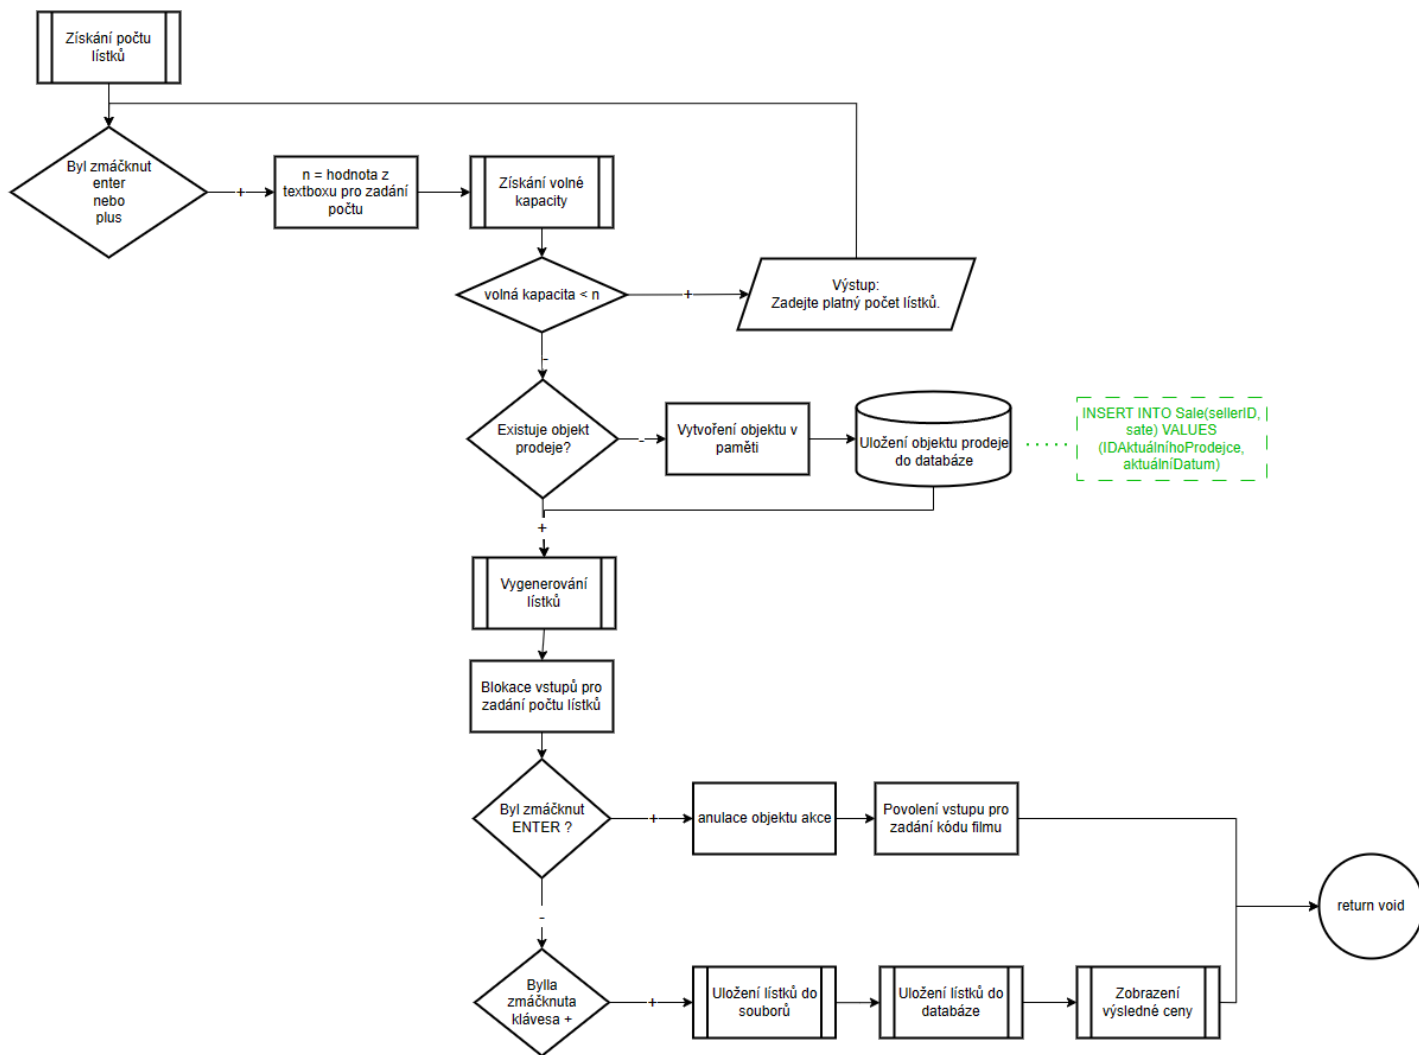 Získání počtu
lístků
Byl zmáčknut
enter
nebo
plus
+
n = hodnota z
textboxu pro zadání
počtu
Získání volné
kapacity
volná kapacita < n
+
Výstup:
Zadejte platný počet lístků.
-
Existuje objekt
prodeje?
-
Vytvoření objektu v
paměti
Uložení objektu prodeje
do databáze
INSERT INTO Sale(sellerID,
sate) VALUES
(IDAktuálníhoProdejce,
aktuálníDatum)
+
Vygenerování
lístků
Blokace vstupů pro
zadání počtu lístků
Byl zmáčknut
ENTER ?
+
anulace objektu akce
Povolení vstupu pro
zadání kódu filmu
return void
-
Bylla
zmáčknuta
klávesa +
+
Uložení lístků do
souborů
Uložení lístků do
databáze
Zobrazení
výsledné ceny